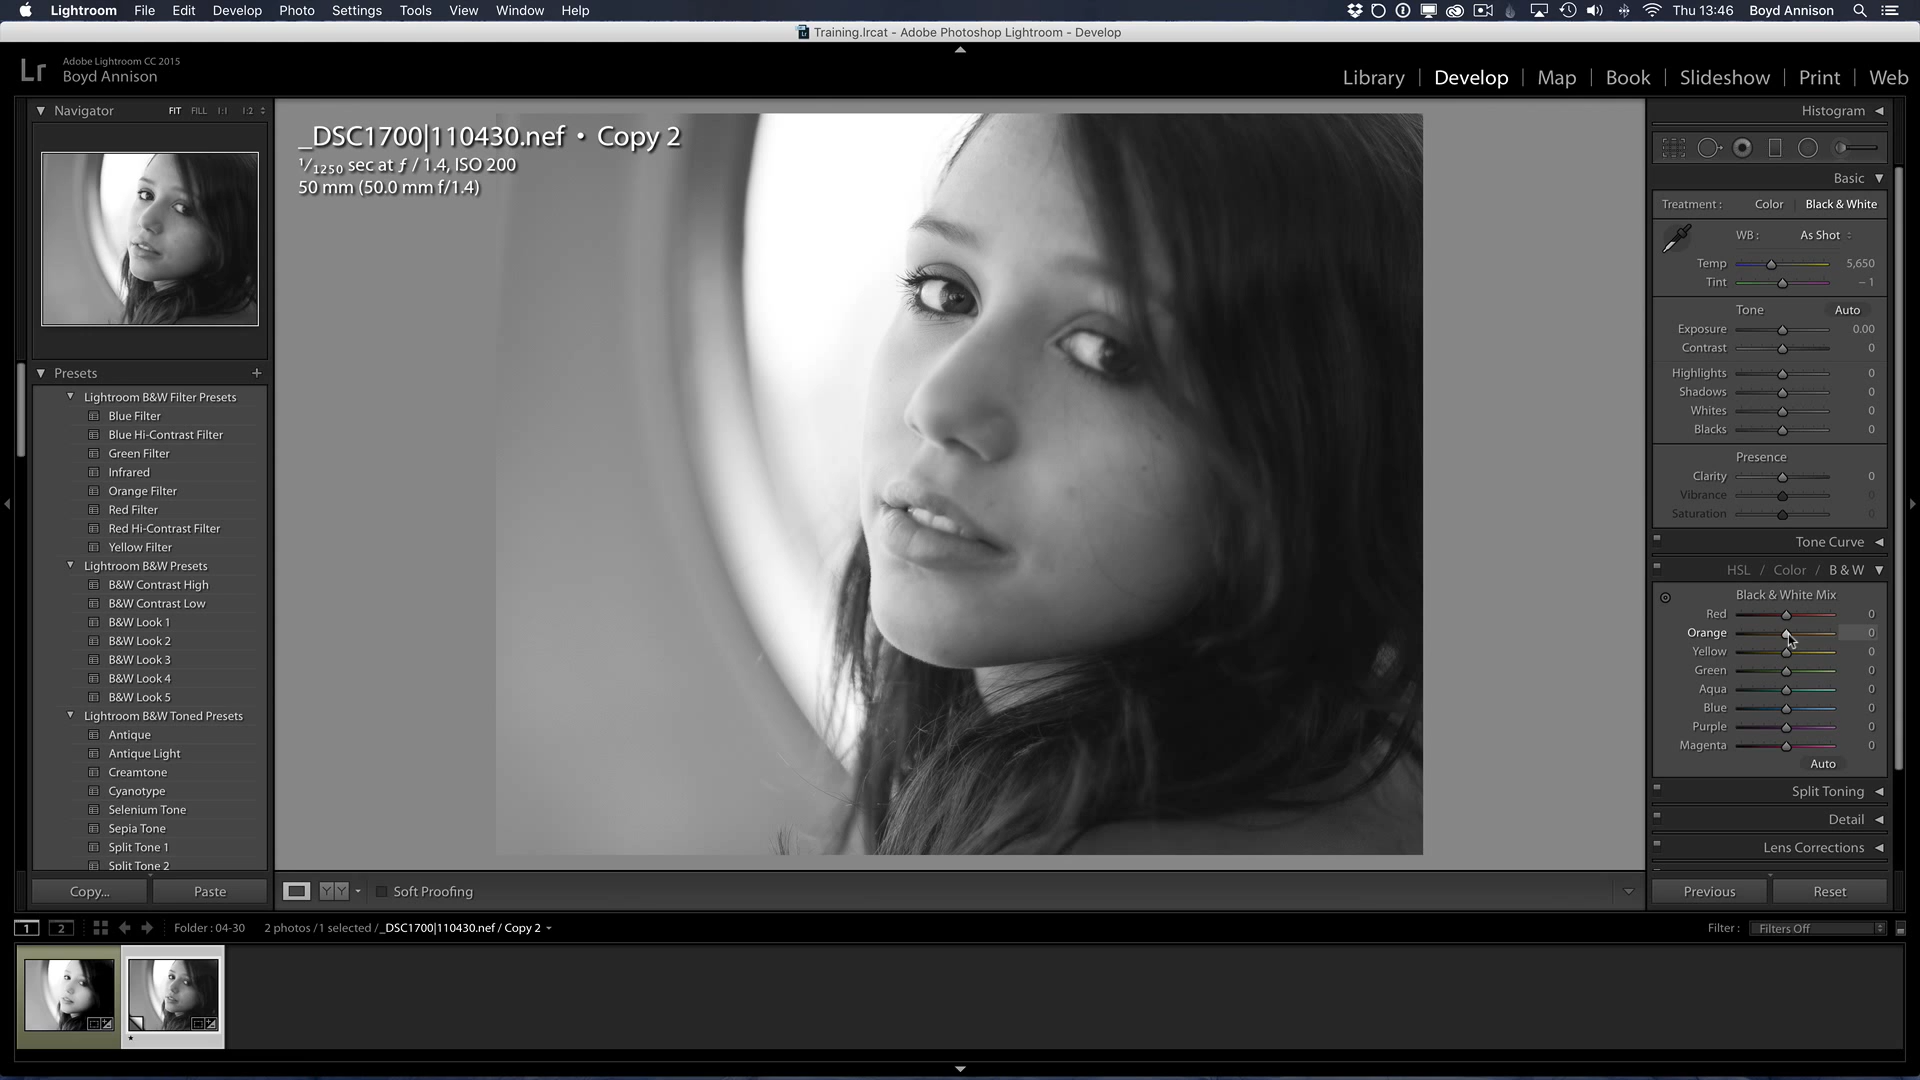 Lightroom File Edit Develop Photo Settings Tools View Window Help
Thu 13:46 Boyd Annison
Training.lrcat - Adobe Photoshop Lightroom - Develop
Lr
Adobe Lightroom CC 2015
Boyd Annison
Library | Develop | Map | Book | Slideshow | Print | Web
Navigator FIT FILL 1:1 1:2
Presets +
Lightroom B&W Filter Presets
Blue Filter
Blue Hi-Contrast Filter
Green Filter
Infrared
Orange Filter
Red Filter
Red Hi-Contrast Filter
Yellow Filter
Lightroom B&W Presets
B&W Contrast High
B&W Contrast Low
B&W Look 1
B&W Look 2
B&W Look 3
B&W Look 4
B&W Look 5
Lightroom B&W Toned Presets
Antique
Antique Light
Creamtone
Cyanotype
Selenium Tone
Sepia Tone
Split Tone 1
Split Tone 2
Copy... Paste
_DSC1700|110430.nef • Copy 2
1/1250 sec at ƒ / 1.4, ISO 200
50 mm (50.0 mm f/1.4)
Soft Proofing
Histogram
Basic
Treatment : Color | Black & White
WB : As Shot
Temp 5,650
Tint – 1
Tone Auto
Exposure 0.00
Contrast 0
Highlights 0
Shadows 0
Whites 0
Blacks 0
Presence
Clarity 0
Vibrance 0
Saturation 0
Tone Curve
HSL / Color / B & W
Black & White Mix
Red 0
Orange 0
Yellow 0
Green 0
Aqua 0
Blue 0
Purple 0
Magenta 0
Auto
Split Toning
Detail
Lens Corrections
Previous Reset
1 2 Folder : 04-30 2 photos / 1 selected / _DSC1700|110430.nef / Copy 2
Filter : Filters Off